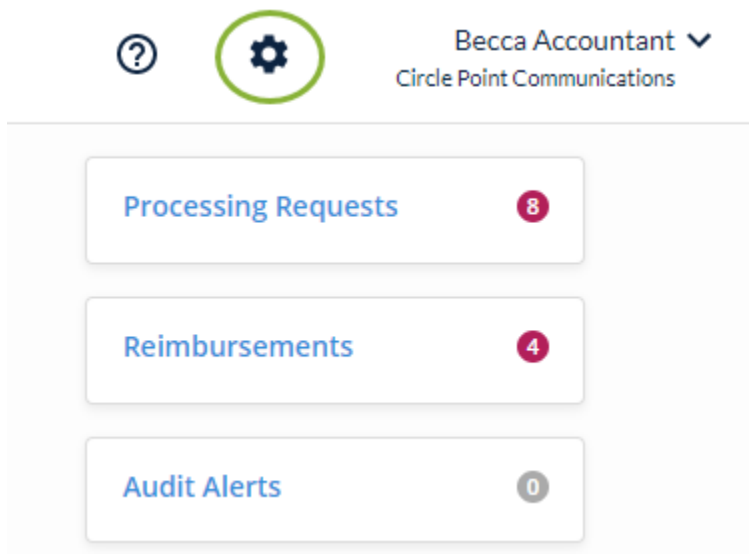 Becca Accountant
Circle Point Communications
Processing Requests 8
Reimbursements 4
Audit Alerts 0